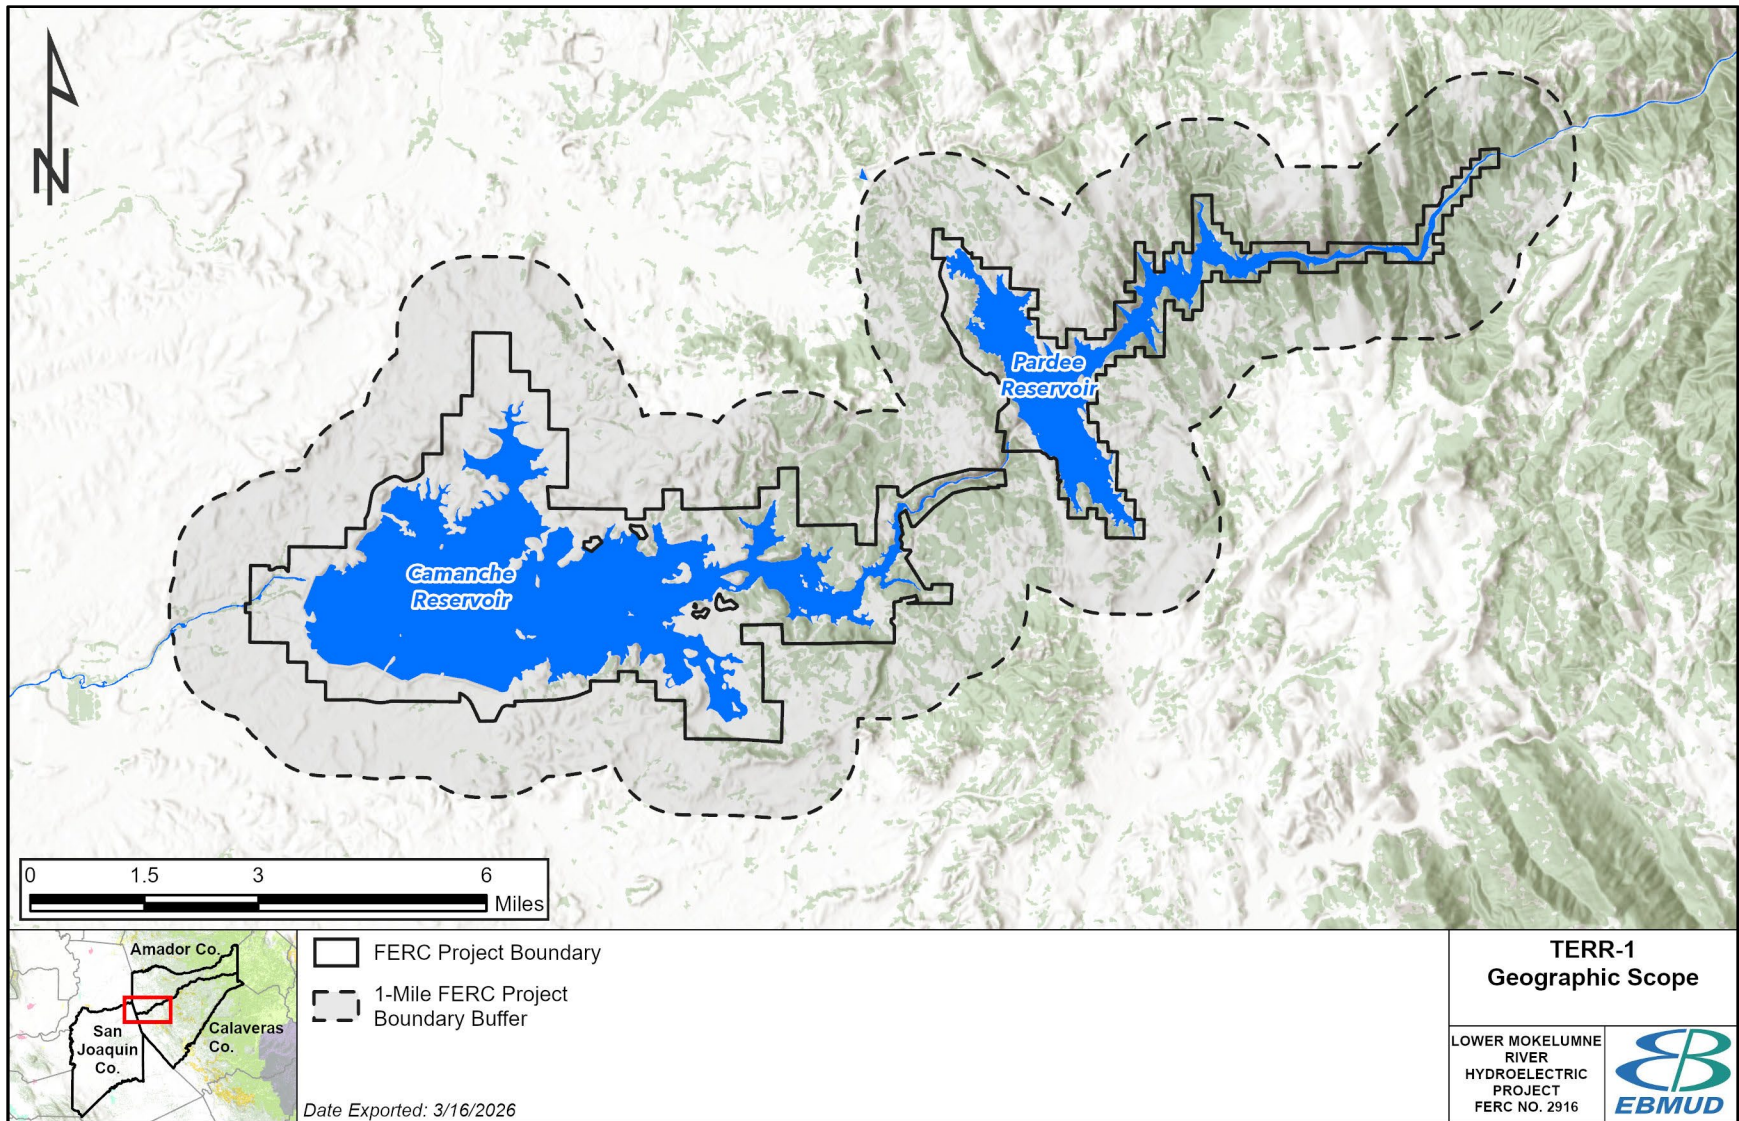 N
Pardee
Reservoir
Camanche
Reservoir
0 1.5 3 6
Miles
Amador Co.
San
Joaquin
Co.
Calaveras
Co.
FERC Project Boundary
1-Mile FERC Project
Boundary Buffer
Date Exported: 3/16/2026
TERR-1
Geographic Scope
LOWER MOKELUMNE
RIVER
HYDROELECTRIC
PROJECT
FERC NO. 2916
EBMUD